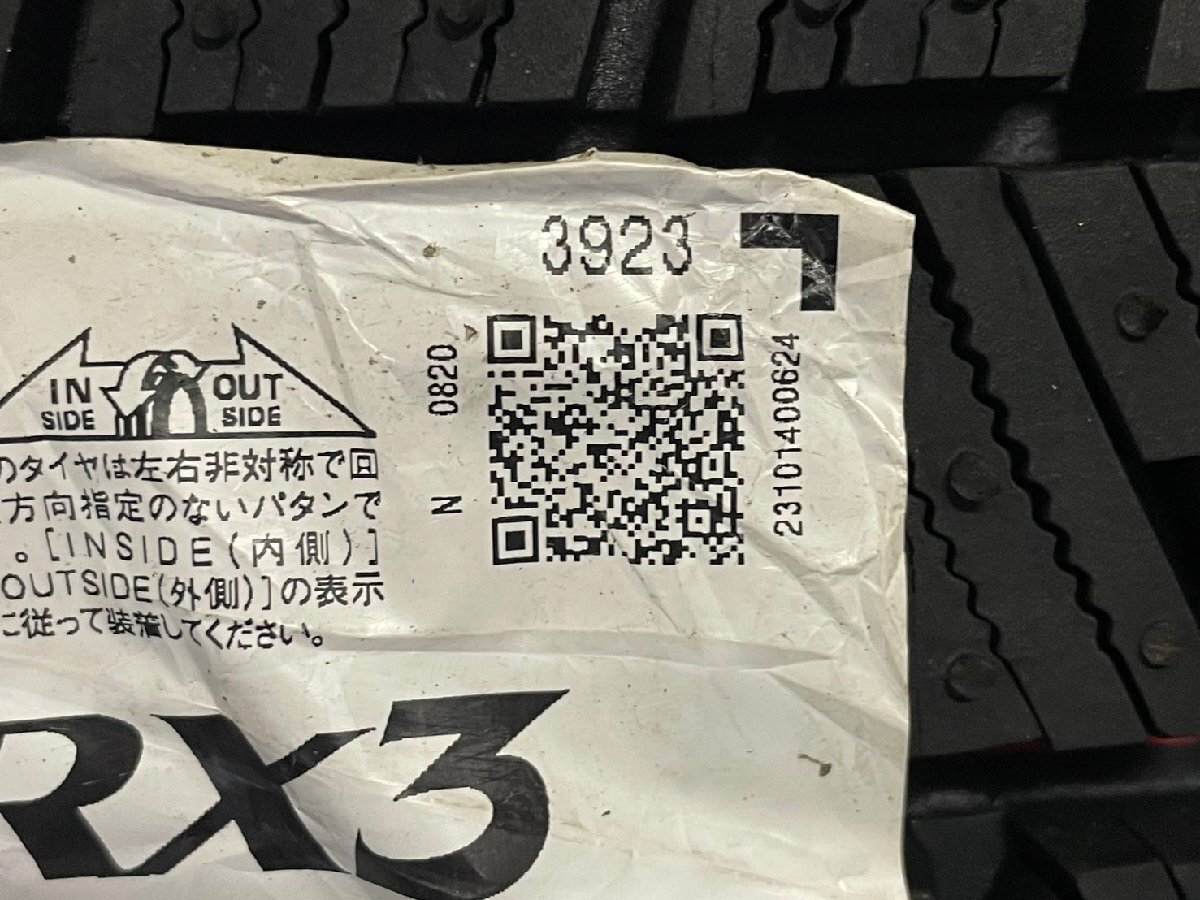 3923
N 0820
23101400624
IN
SIDE
OUT
SIDE
のタイヤは左右非対称で回
方向指定のないパタンで
。[INSIDE(内側)]
OUTSIDE(外側)]の表示
に従って装着してください。
RX3